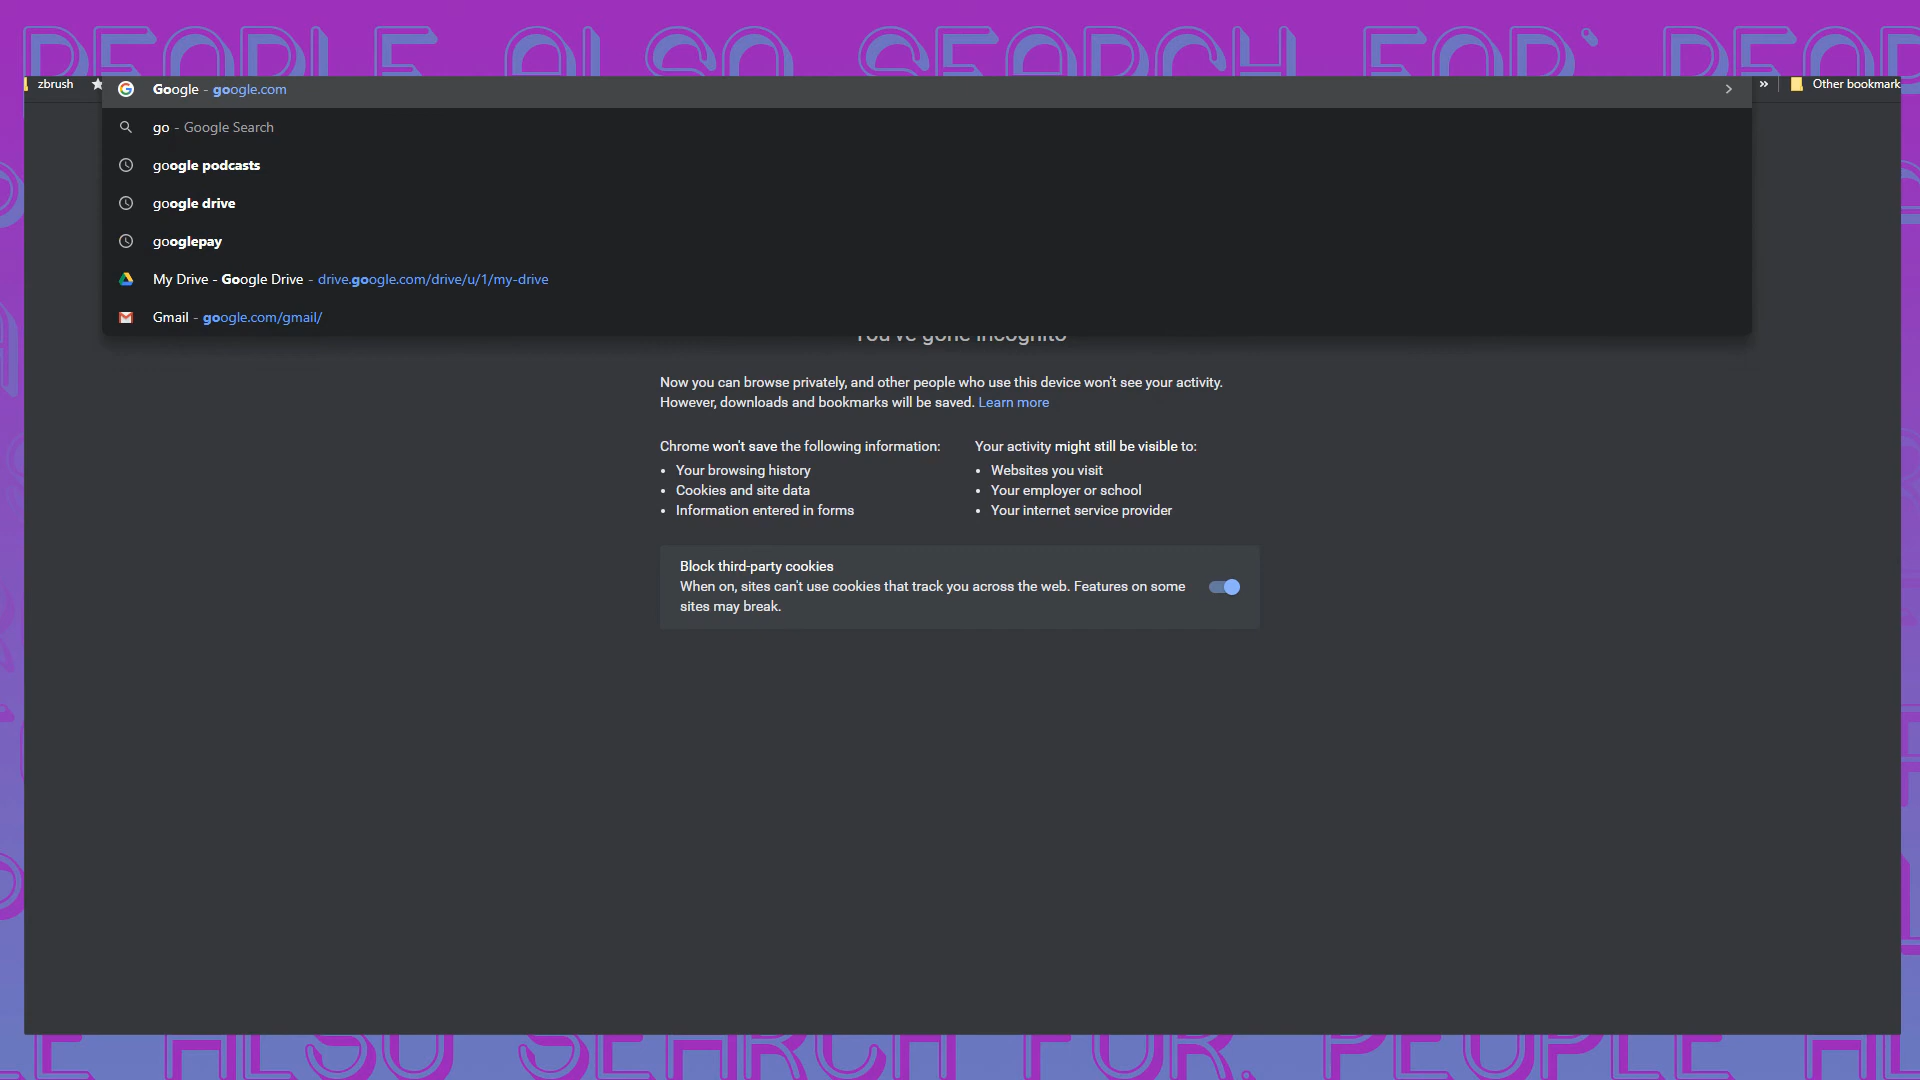 PEOPLE ALSO SEARCH FOR:
zbrush
Google - google.com
»
Other bookmark
go - Google Search
google podcasts
google drive
googlepay
My Drive - Google Drive - drive.google.com/drive/u/1/my-drive
Gmail - google.com/gmail/
You've gone incognito
Now you can browse privately, and other people who use this device won't see your activity.
However, downloads and bookmarks will be saved. Learn more
Chrome won't save the following information:
• Your browsing history
• Cookies and site data
• Information entered in forms
Your activity might still be visible to:
• Websites you visit
• Your employer or school
• Your internet service provider
Block third-party cookies
When on, sites can't use cookies that track you across the web. Features on some
sites may break.
LE ALSO SEARCH FOR: PEOPLE AL